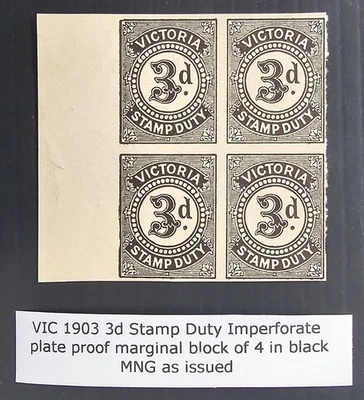 VICTORIA VICTORIA
3d. 3d.
STAMP DUTY STAMP DUTY
VICTORIA VICTORIA
3d. 3d.
STAMP DUTY STAMP DUTY
VIC 1903 3d Stamp Duty Imperforate
plate proof marginal block of 4 in black
MNG as issued